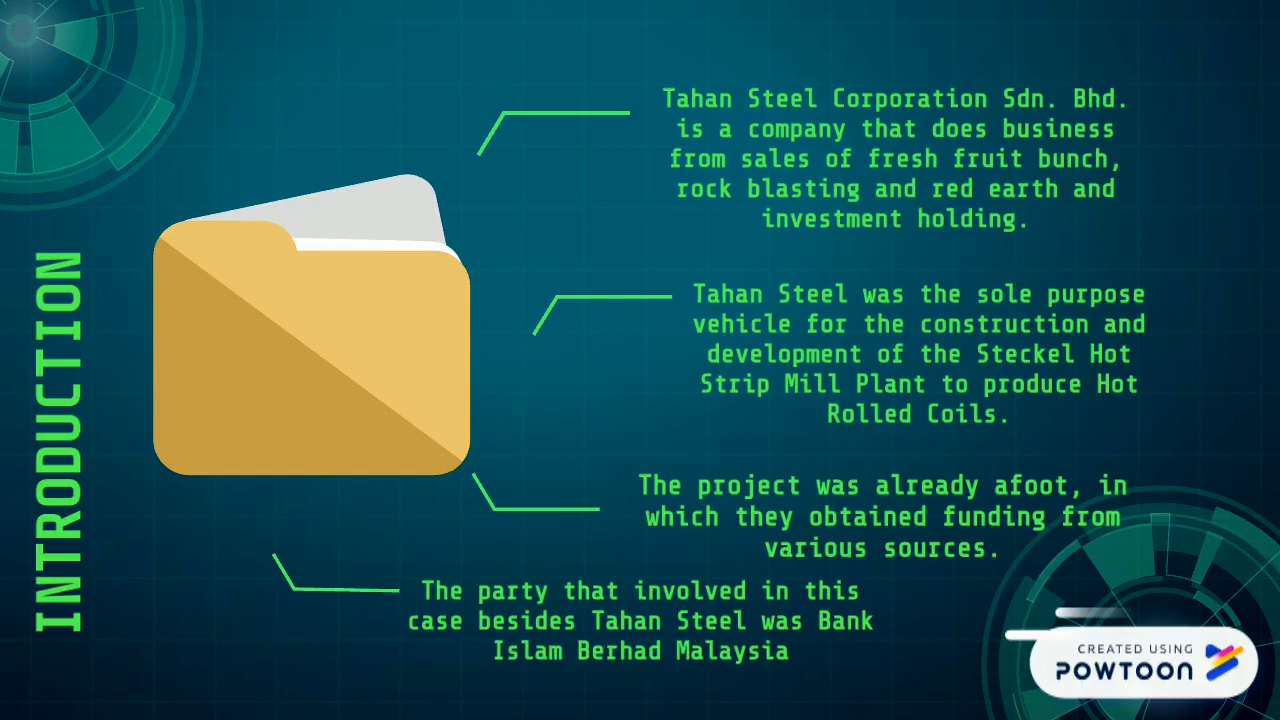 INTRODUCTION
Tahan Steel Corporation Sdn. Bhd.
is a company that does business
from sales of fresh fruit bunch,
rock blasting and red earth and
investment holding.
Tahan Steel was the sole purpose
vehicle for the construction and
development of the Steckel Hot
Strip Mill Plant to produce Hot
Rolled Coils.
The project was already afoot, in
which they obtained funding from
various sources.
The party that involved in this
case besides Tahan Steel was Bank
Islam Berhad Malaysia
CREATED USING
POWTOON